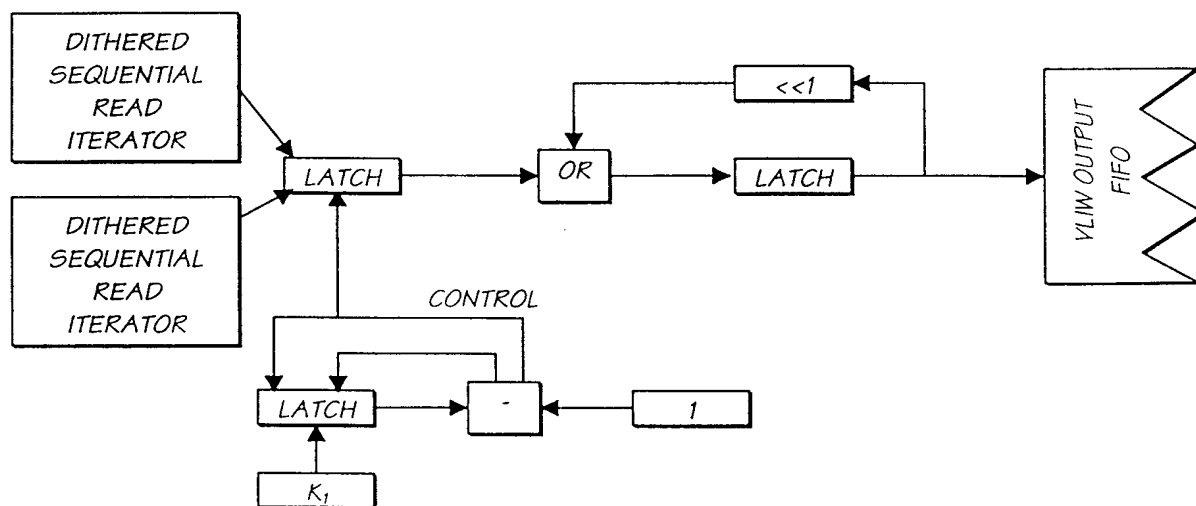 DITHERED
SEQUENTIAL
READ
ITERATOR
DITHERED
SEQUENTIAL
READ
ITERATOR
LATCH
OR
<<1
LATCH
VLIW OUTPUT
FIFO
CONTROL
LATCH
-
1
K₁